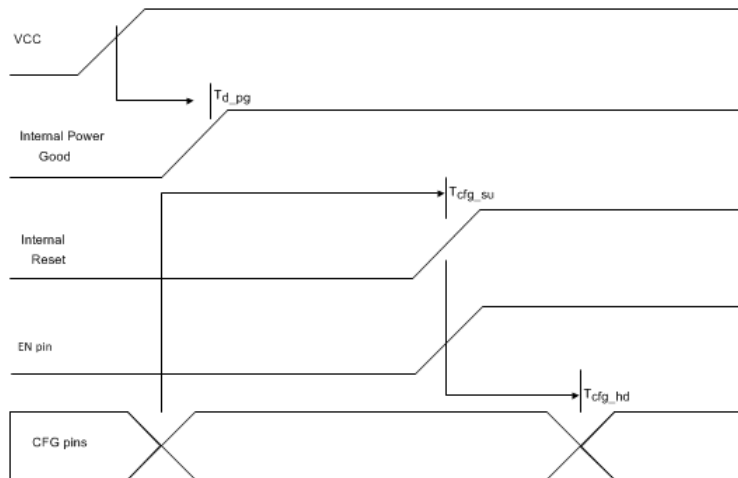 VCC
Td_pg
Internal Power
Good
Tcfg_su
Internal
Reset
EN pin
Tcfg_hd
CFG pins